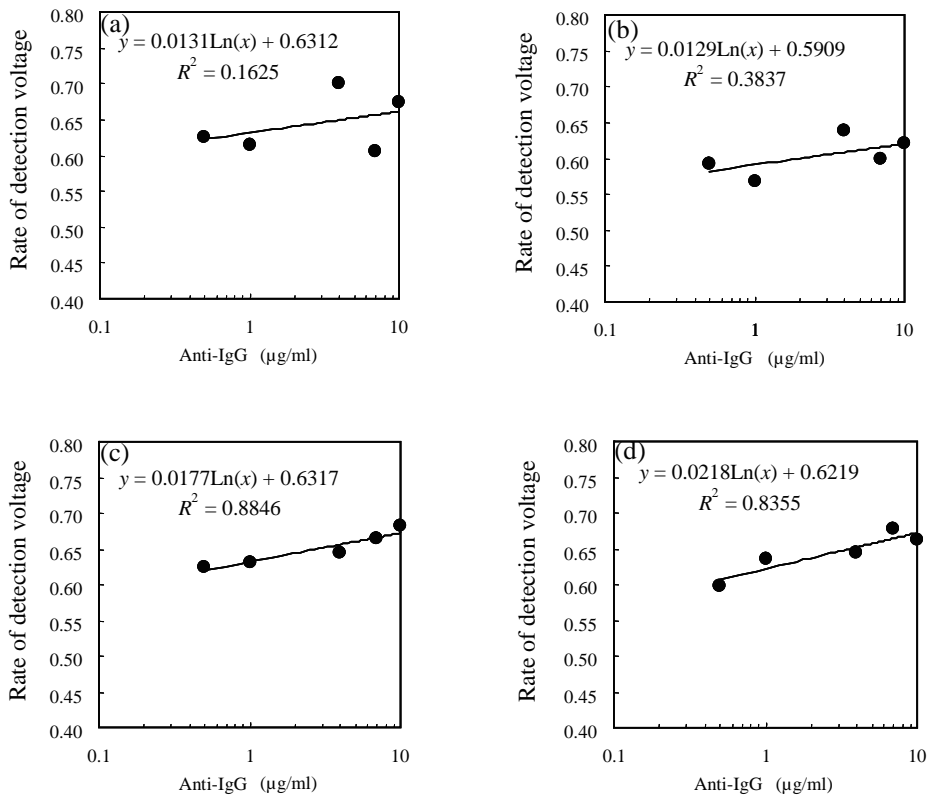 (a)
y = 0.0131Ln(x) + 0.6312
R² = 0.1625
Rate of detection voltage
0.80
0.75
0.70
0.65
0.60
0.55
0.50
0.45
0.40
0.1 1 10
Anti-IgG (µg/ml)
(b)
y = 0.0129Ln(x) + 0.5909
R² = 0.3837
Rate of detection voltage
0.80
0.75
0.70
0.65
0.60
0.55
0.50
0.45
0.40
0.1 1 10
Anti-IgG (µg/ml)
(c)
y = 0.0177Ln(x) + 0.6317
R² = 0.8846
Rate of detection voltage
0.80
0.75
0.70
0.65
0.60
0.55
0.50
0.45
0.40
0.1 1 10
Anti-IgG (µg/ml)
(d)
y = 0.0218Ln(x) + 0.6219
R² = 0.8355
Rate of detection voltage
0.80
0.75
0.70
0.65
0.60
0.55
0.50
0.45
0.40
0.1 1 10
Anti-IgG (µg/ml)